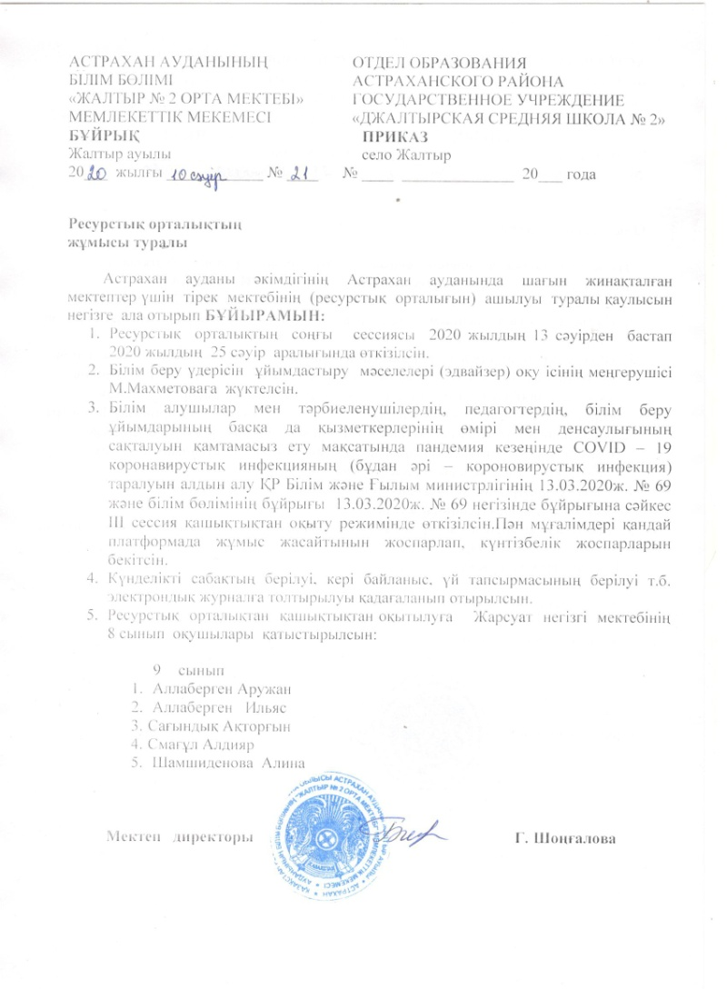 АСТРАХАН АУДАНЫНЫҢ
БІЛІМ БӨЛІМІ
«ЖАЛТЫР № 2 ОРТА МЕКТЕБІ»
МЕМЛЕКЕТТІК МЕКЕМЕСІ
БҰЙРЫҚ
Жалтыр ауылы
2020 жылғы 10 сәуір № 21
ОТДЕЛ ОБРАЗОВАНИЯ
АСТРАХАНСКОГО РАЙОНА
ГОСУДАРСТВЕННОЕ УЧРЕЖДЕНИЕ
«ДЖАЛТЫРСКАЯ СРЕДНЯЯ ШКОЛА № 2»
ПРИКАЗ
село Жалтыр
№ ____ ______________ 20___ года
Ресурстық орталықтың
жұмысы туралы
Астрахан ауданы әкімдігінің Астрахан ауданында шағын жинақталған
мектептер үшін тірек мектебінің (ресурстық орталығын) ашылуы туралы қаулысын
негізге ала отырып БҰЙЫРАМЫН:
1. Ресурстық орталықтың соңғы сессиясы 2020 жылдың 13 сәуірден бастап
2020 жылдың 25 сәуір аралығында өткізілсін.
2. Білім беру үдерісін ұйымдастыру мәселелері (эдвайзер) оқу ісінің меңгерушісі
М.Махметоваға жүктелсін.
3. Білім алушылар мен тәрбиеленушілердің, педагогтердің, білім беру
ұйымдарының басқа да қызметкерлерінің өмірі мен денсаулығының
сақталуын қамтамасыз ету мақсатында пандемия кезеңінде COVID – 19
коронавирустық инфекцияның (бұдан әрі – короновирустық инфекция)
таралуын алдын алу ҚР Білім және Ғылым министрлігінің 13.03.2020ж. № 69
және білім бөлімінің бұйрығы 13.03.2020ж. № 69 негізінде бұйрығына сәйкес
ІІІ сессия қашықтықтан оқыту режимінде өткізілсін.Пән мұғалімдері қандай
платформада жұмыс жасайтынын жоспарлап, күнтізбелік жоспарларын
бекітсін.
4. Күнделікті сабақтың берілуі, кері байланыс, үй тапсырмасының берілуі т.б.
электрондық журналға толтырылуы қадағаланып отырылсын.
5. Ресурстық орталықтан қашықтықтан оқытылуға Жарсуат негізгі мектебінің
8 сынып оқушылары қатыстырылсын:
9 сынып
1. Аллаберген Аружан
2. Аллаберген Ильяс
3. Сағындық Ақторғын
4. Смағұл Алдияр
5. Шамшиденова Алина
Мектеп директоры
Г. Шоңғалова